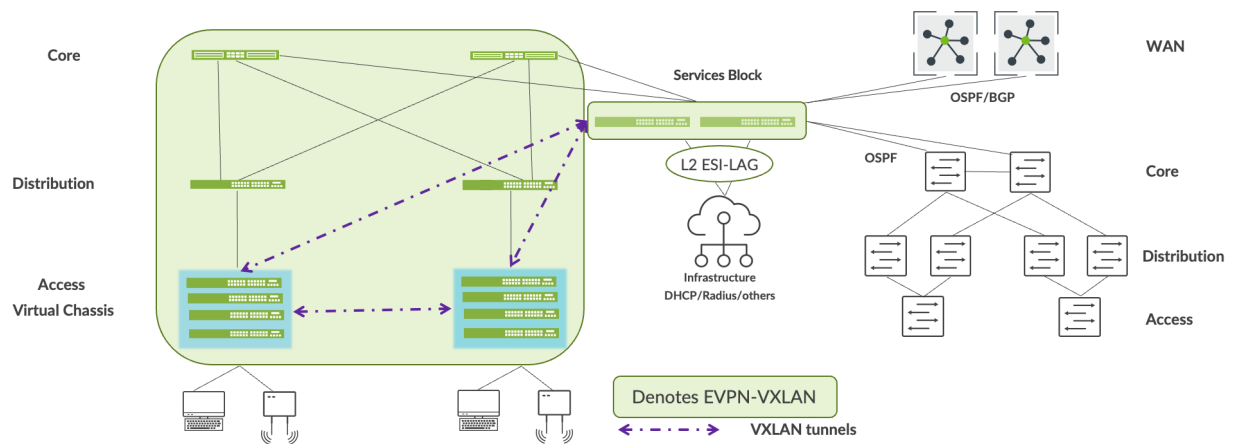 Core
Services Block
WAN
OSPF/BGP
L2 ESI-LAG
OSPF
Core
Distribution
Infrastructure
DHCP/Radius/others
Distribution
Access
Virtual Chassis
Access
Denotes EVPN-VXLAN
VXLAN tunnels